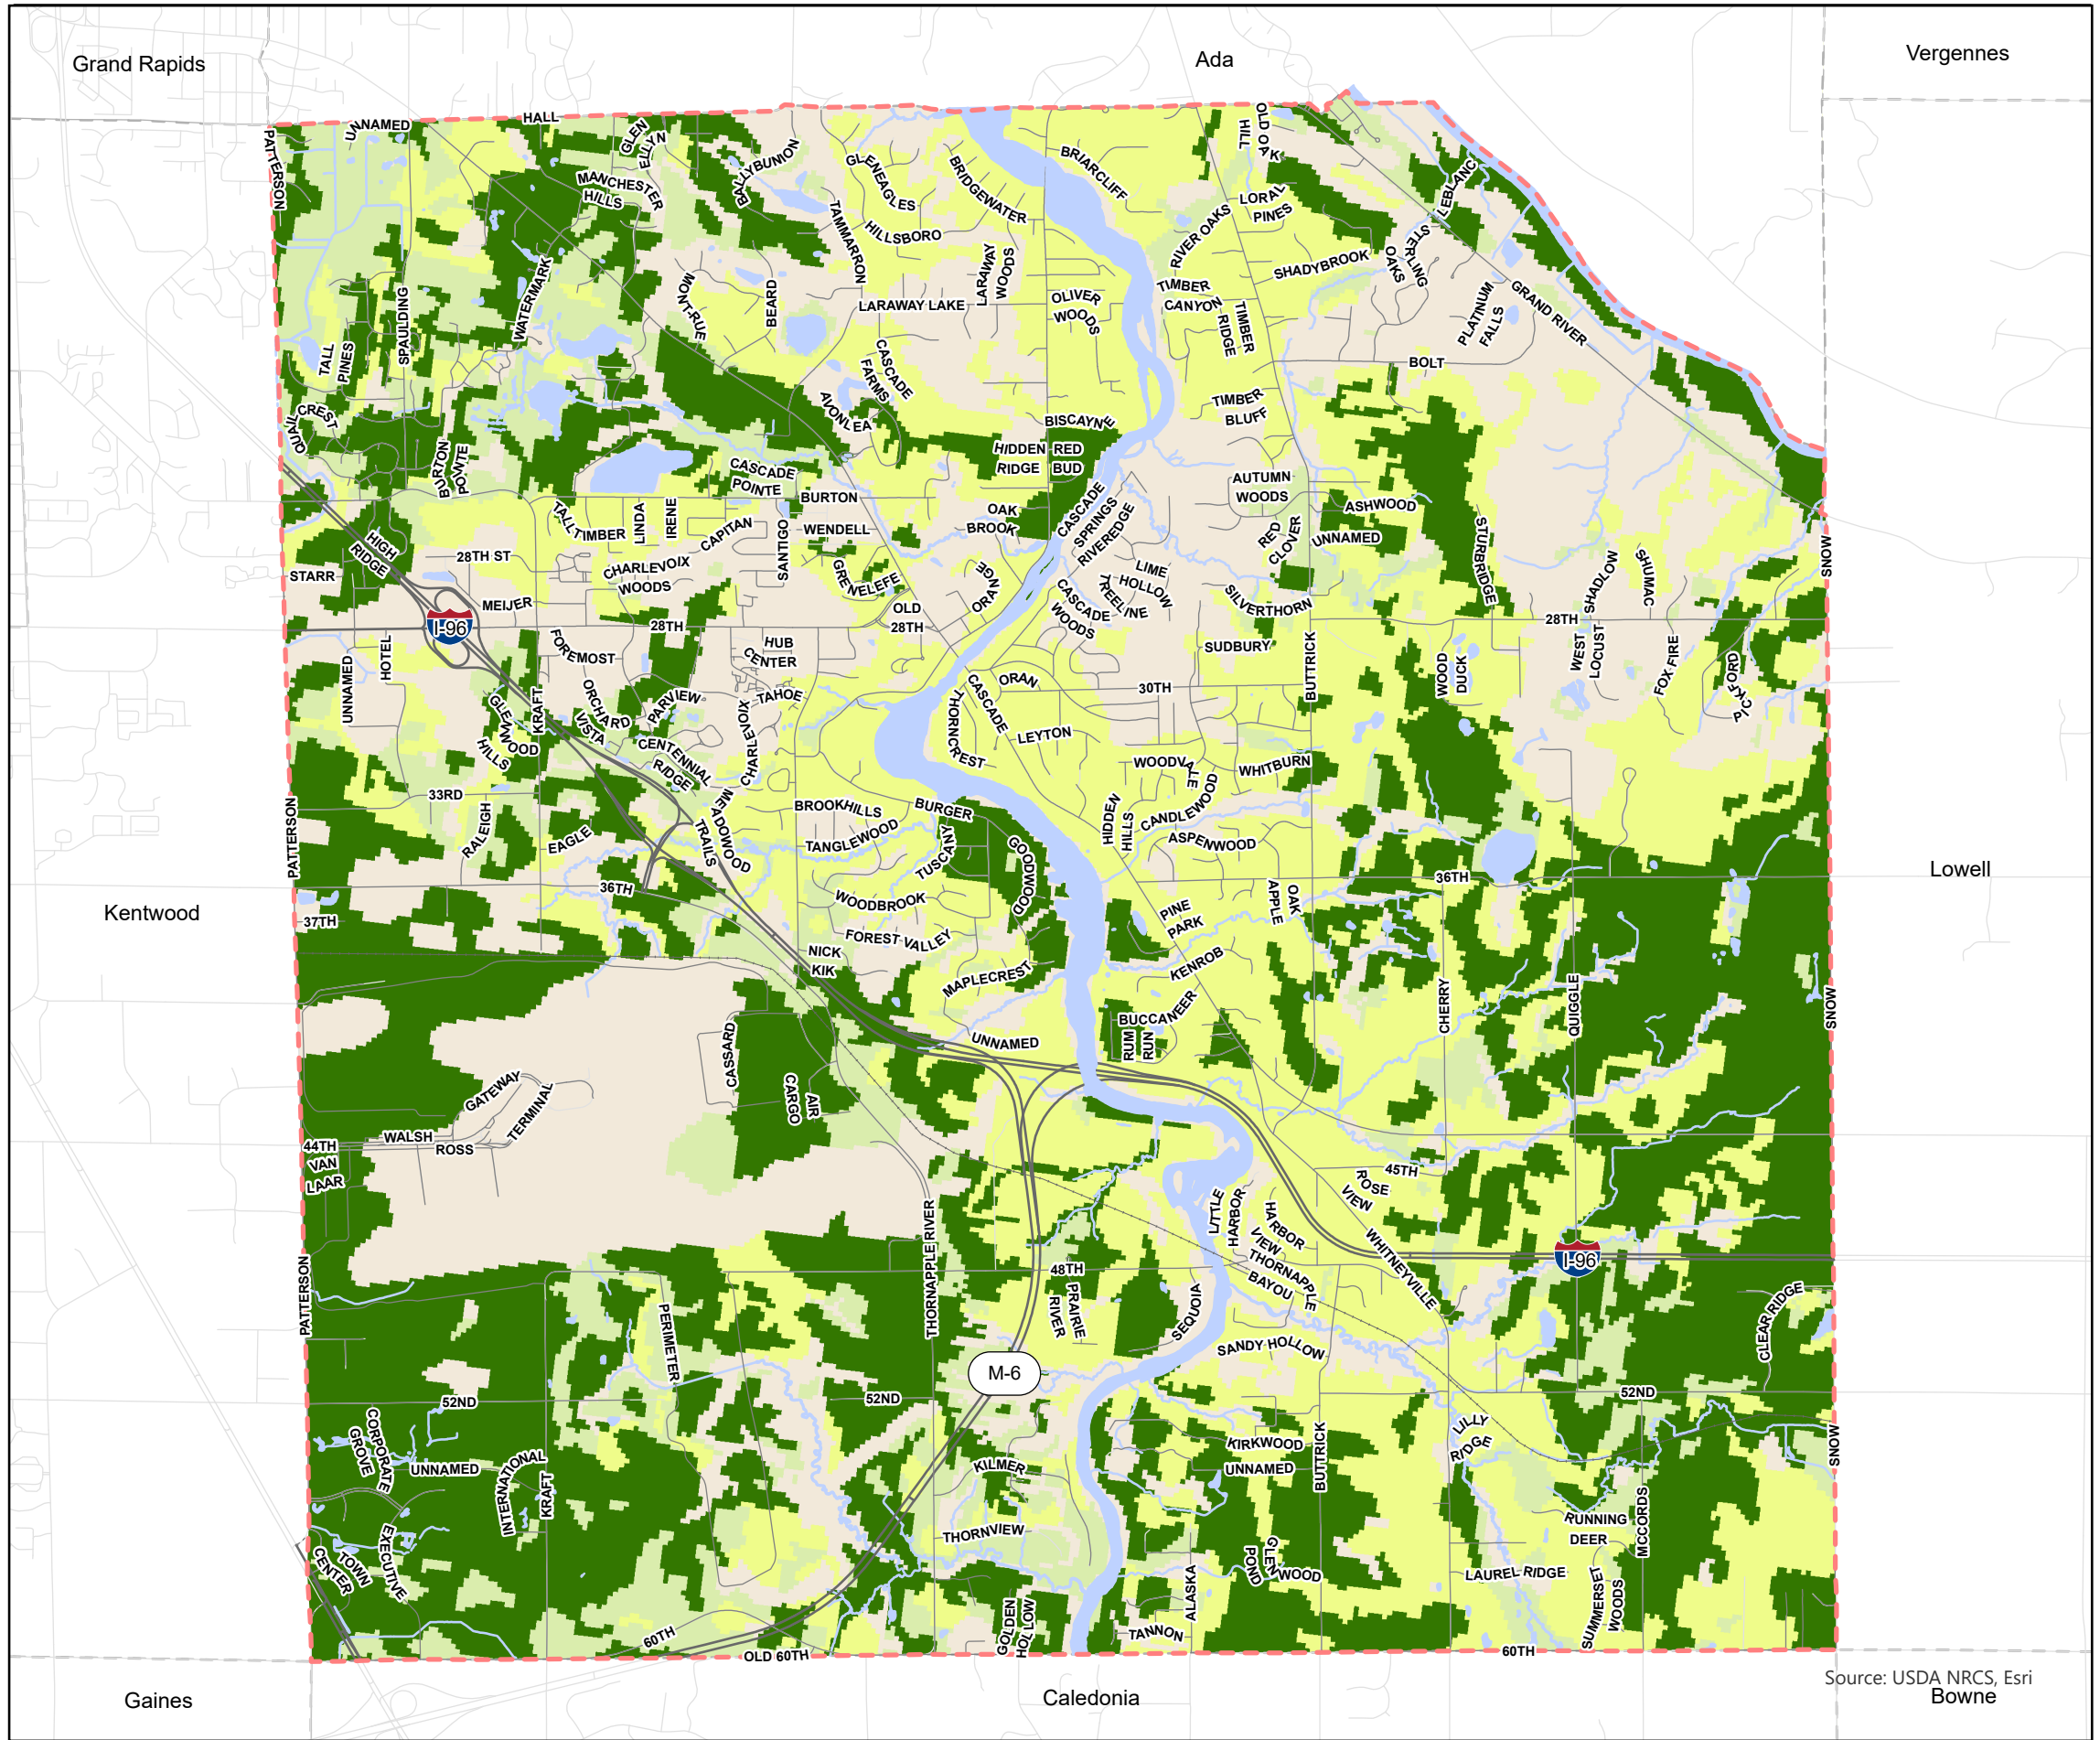 Grand Rapids
Ada
Vergennes
UNNAMED
HALL
GLEN
ELLYN
OLD OAK
HILL
PATTERSON
BALLYBUNION
GLENEAGLES
BRIDGEWATER
BRIARCLIFF
MANCHESTER
HILLS
LORAL
PINES
LEBLANC
TAMMARRON
HILLSBORO
RIVER OAKS
STERLING
OAKS
SHADYBROOK
LARAWAY
WOODS
WATERMARK
MONT-RUE
BEARD
LARAWAY LAKE
OLIVER
WOODS
TIMBER
CANYON
TIMBER
RIDGE
PLATINUM
FALLS
GRAND RIVER
SPAULDING
TALL
PINES
CASCADE
FARMS
BOLT
QUAIL
CREST
AVONLEA
TIMBER
BLUFF
BISCAYNE
BURTON
POINTE
CASCADE
POINTE
HIDDEN
RIDGE
RED
BUD
BURTON
AUTUMN
WOODS
ASHWOOD
TALL
TIMBER
LINDA
IRENE
CAPITAN
SANTIGO
WENDELL
OAK
BROOK
CASCADE
SPRINGS
RIVEREDGE
RED
CLOVER
UNNAMED
STURBRIDGE
HIGH
RIDGE
STARR
28TH ST
CHARLEVOIX
WOODS
GRENELEFE
ORANGE
LIME
HOLLOW
TREELINE
CASCADE
WOODS
SILVERTHORN
SHADLOW
SHUMAC
SNOW
I-96
MEIJER
28TH
OLD
28TH
28TH
HOTEL
UNNAMED
FOREMOST
HUB
CENTER
SUDBURY
BUTTRICK
WOOD
DUCK
WEST
LOCUST
FOX FIRE
PICKFORD
ORCHARD
VISTA
PARVIEW
TAHOE
CHARLEVOIX
ORAN
30TH
KRAFT
GLENWOOD
HILLS
CENTENNIAL
RIDGE
THORNCREST
CASCADE
LEYTON
WOODVALE
WHITBURN
33RD
RALEIGH
EAGLE
MEADOWOOD
TRAILS
BROOKHILLS
BURGER
TANGLEWOOD
TUSCANY
GOODWOOD
HIDDEN
HILLS
CANDLEWOOD
ASPENWOOD
PATTERSON
36TH
36TH
Lowell
Kentwood
37TH
WOODBROOK
PINE
PARK
APPLE
OAK
FOREST VALLEY
NICK
KIK
MAPLECREST
KENROB
BUCCANEER
RUM
RUN
CHERRY
QUIGGLE
SNOW
UNNAMED
CASSARD
CARGO
AIR
GATEWAY
TERMINAL
WALSH
ROSS
44TH
VAN
LAAR
45TH
ROSE
VIEW
LITTLE
HARBOR
HARBOR
VIEW
THORNAPPLE
BAYOU
WHITNEYVILLE
I-96
THORNAPPLE RIVER
PATTERSON
48TH
PRAIRIE
RIVER
SEQUOIA
PERIMETER
CLEAR RIDGE
SANDY HOLLOW
M-6
52ND
52ND
52ND
CORPORATE
GROVE
UNNAMED
INTERNATIONAL
KRAFT
KILMER
KIRKWOOD
UNNAMED
BUTTRICK
LILLY
RIDGE
SNOW
MCCORDS
RUNNING
DEER
THORNVIEW
EXECUTIVE
TOWN
CENTER
GLENWOOD
POND
ALASKA
LAUREL RIDGE
SUMMERSET
WOODS
GOLDEN
HOLLOW
TANNON
60TH
OLD 60TH
60TH
Source: USDA NRCS, Esri
Gaines
Caledonia
Bowne